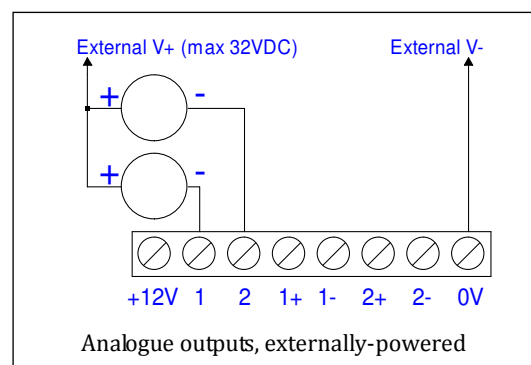 External V+ (max 32VDC) External V-
+ -
+ -
+12V 1 2 1+ 1- 2+ 2- 0V
Analogue outputs, externally-powered